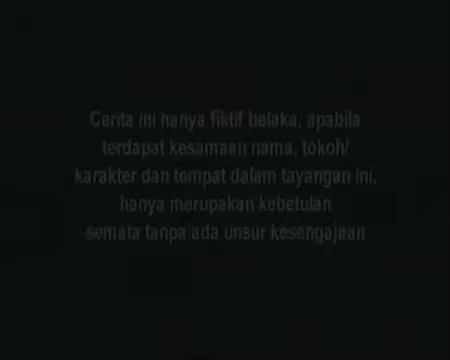 Cerita ini hanya fiktif belaka, apabila
terdapat kesamaan nama, tokoh/
karakter dan tempat dalam tayangan ini,
hanya merupakan kebetulan
semata tanpa ada unsur kesengajaan